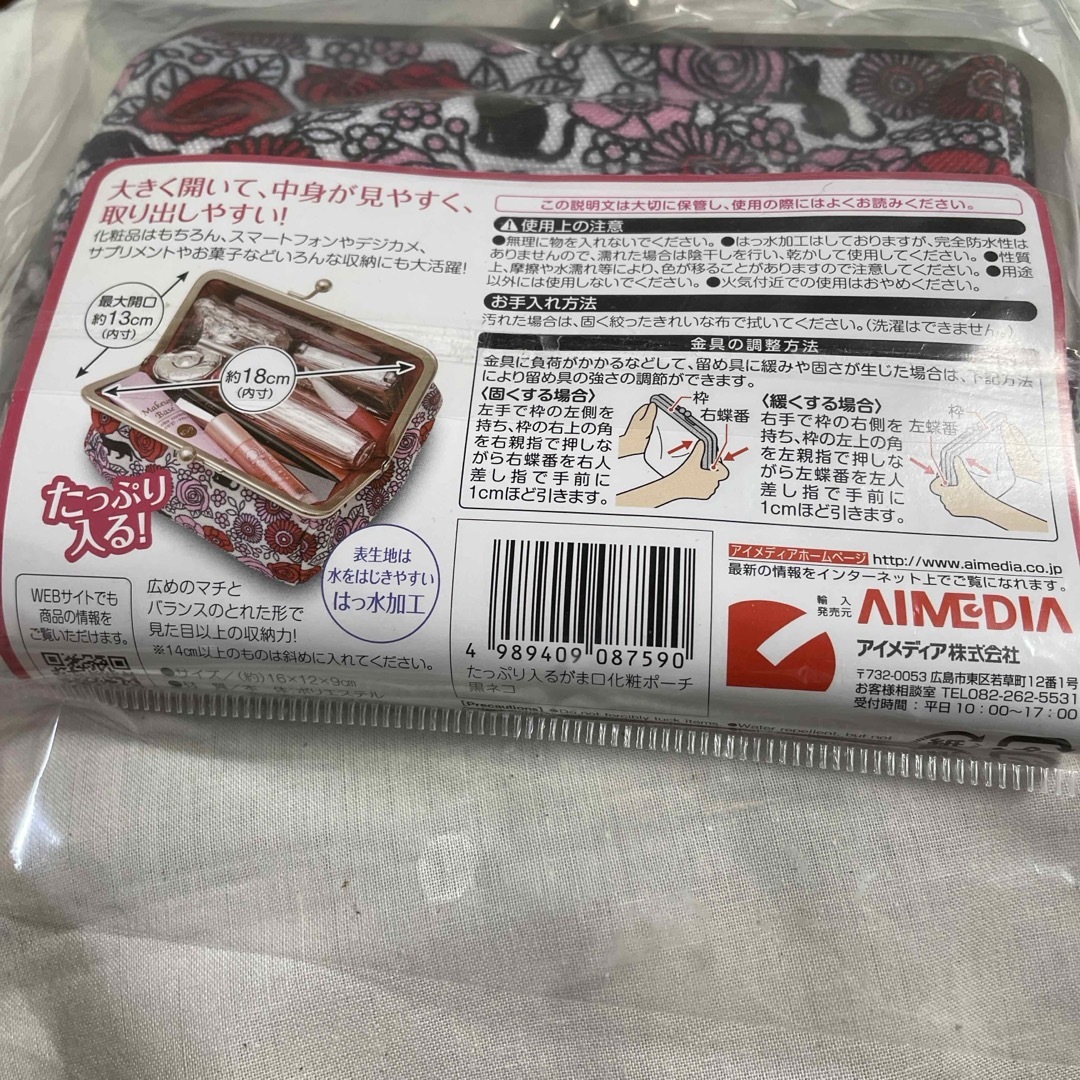 大きく開いて、中身が見やすく、
取り出しやすい!
化粧品はもちろん、スマートフォンやデジカメ、
サプリメントやお菓子などいろんな収納にも大活躍!
最大開口
約13cm
(内寸)
約18cm
(内寸)
Makeup
Base
たっぷり
入る!
表生地は
水をはじきやすい
はっ水加工
WEBサイトでも
商品の情報を
ご覧いただけます。
広めのマチと
バランスのとれた形で
見た目以上の収納力!
※14cm以上のものは斜めに入れてください。
●サイズ/(約)16×12×9cm
ポリエステル
この説明文は大切に保管し、使用の際にはよくお読みください。
使用上の注意
●無理に物を入れないでください。●はっ水加工はしておりますが、完全防水性は
ありませんので、濡れた場合は陰干しを行い、乾かして使用してください。●性質
上、摩擦や水濡れ等により、色が移ることがありますので注意してください。●用途
以外には使用しないでください。●火気付近での使用はおやめください。
お手入れ方法
汚れた場合は、固く絞ったきれいな布で拭いてください。(洗濯はできません。)
金具の調整方法
金具に負荷がかかるなどして、留め具に緩みや固さが生じた場合は、下記方法
により留め具の強さの調節ができます。
〈固くする場合〉
左手で枠の左側を
持ち、枠の右上の角
を右親指で押しな
がら右蝶番を右人
差し指で手前に
1cmほど引きます。
枠
右蝶番
〈緩くする場合〉
右手で枠の右側を
持ち、枠の左上の角
を左親指で押しな
がら左蝶番を左人
差し指で手前に
1cmほど引きます。
枠
左蝶番
4 989409 087590
たっぷり入るがま口化粧ポーチ
黒ネコ
アイメディアホームページ http://www.aimedia.co.jp
最新の情報をインターネット上でご覧になれます。
輸入
発売元
AIMEDIA
アイメディア株式会社
〒732-0053 広島市東区若草町12番1号
お客様相談室 TEL082-262-5531
受付時間:平日10:00〜17:00
[Precautions] ●Do not forcibly tuck items ●Water repellent, but not
紙